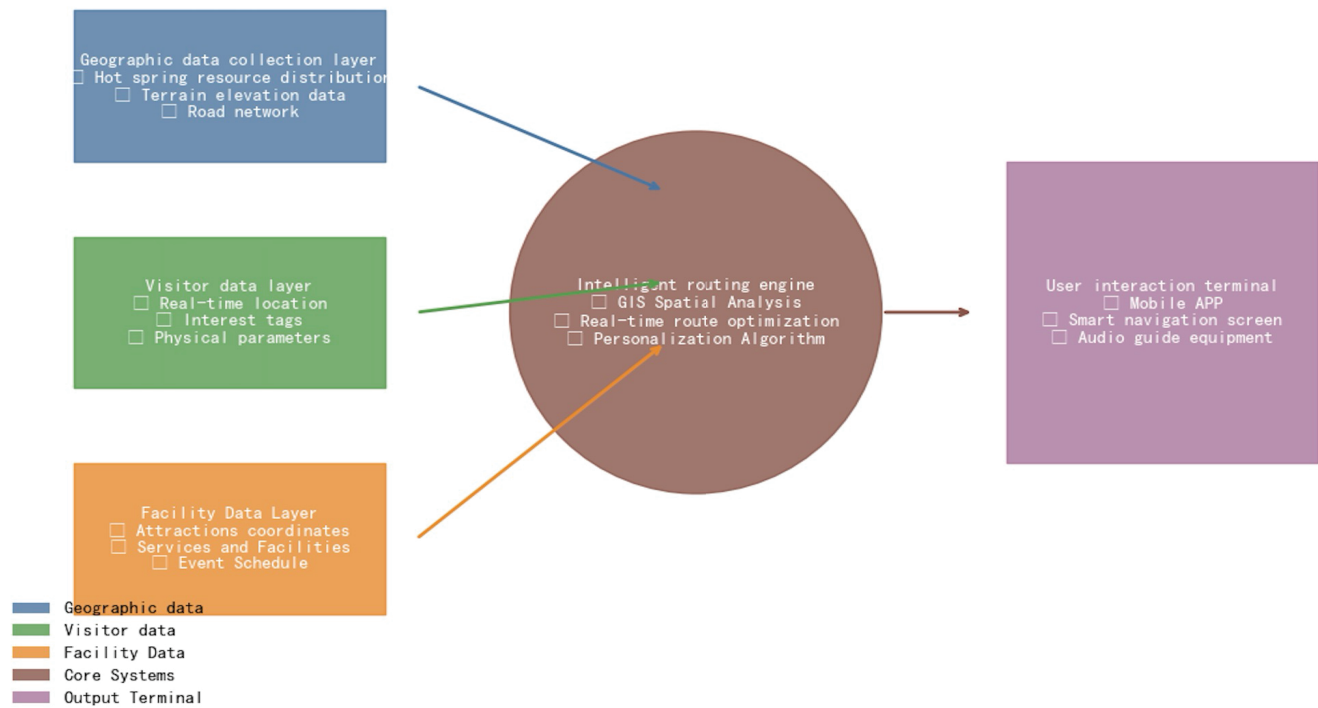 Geographic data collection layer
□ Hot spring resource distribution
□ Terrain elevation data
□ Road network
Visitor data layer
□ Real-time location
□ Interest tags
□ Physical parameters
Facility Data Layer
□ Attractions coordinates
□ Services and Facilities
□ Event Schedule
Intelligent routing engine
□ GIS Spatial Analysis
□ Real-time route optimization
□ Personalization Algorithm
User interaction terminal
□ Mobile APP
□ Smart navigation screen
□ Audio guide equipment
Geographic data
Visitor data
Facility Data
Core Systems
Output Terminal